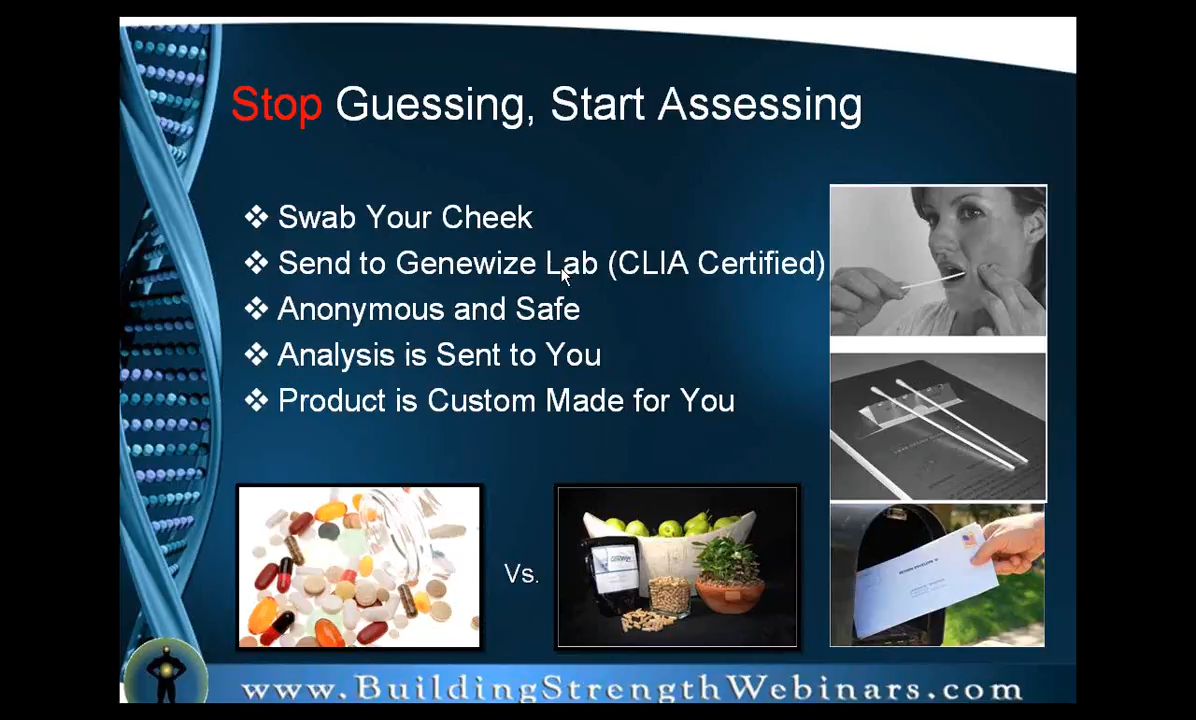 Stop Guessing, Start Assessing
❖ Swab Your Cheek
❖ Send to Genewize Lab (CLIA Certified)
❖ Anonymous and Safe
❖ Analysis is Sent to You
❖ Product is Custom Made for You
Vs.
www.BuildingStrengthWebinars.com